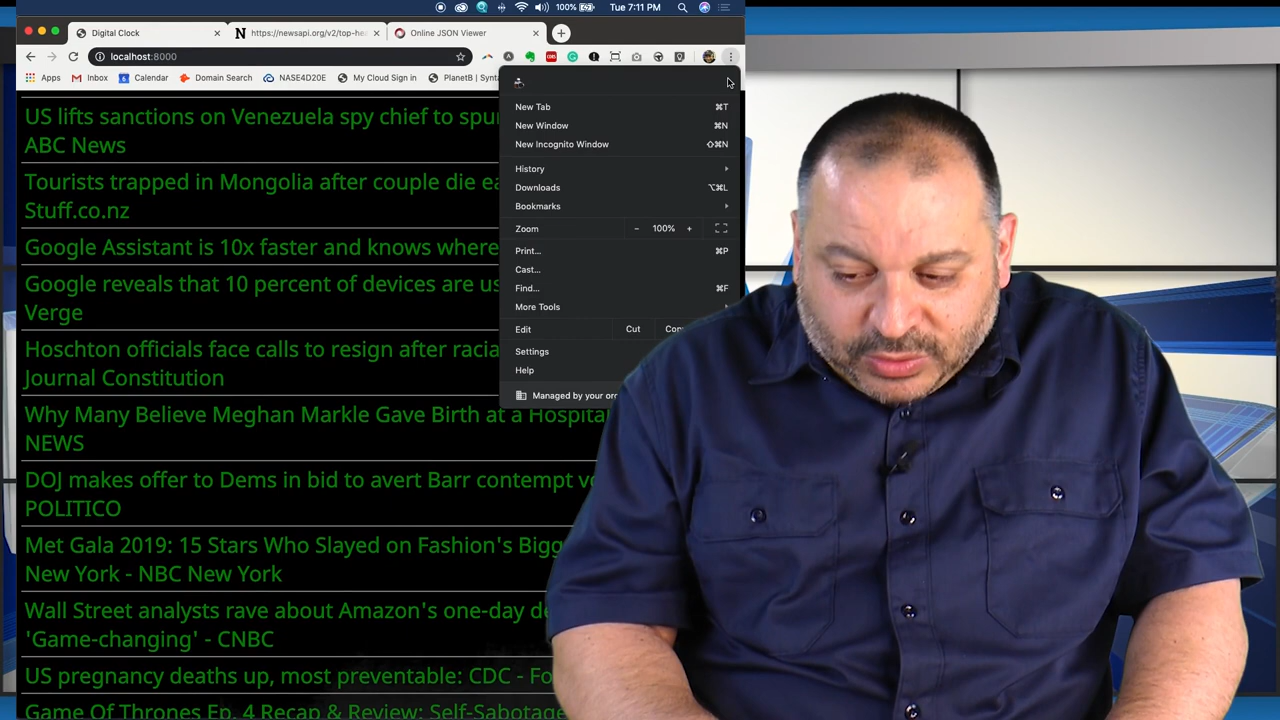 100%
Tue 7:11 PM
Digital Clock
https://newsapi.org/v2/top-hea
Online JSON Viewer
localhost:8000
Apps
Inbox
Calendar
Domain Search
NASE4D20E
My Cloud Sign in
PlanetB | Synta
US lifts sanctions on Venezuela spy chief to spur
ABC News
Tourists trapped in Mongolia after couple die ea
Stuff.co.nz
Google Assistant is 10x faster and knows where
Google reveals that 10 percent of devices are us
Verge
Hoschton officials face calls to resign after racia
Journal Constitution
Why Many Believe Meghan Markle Gave Birth at a Hospital
NEWS
DOJ makes offer to Dems in bid to avert Barr contempt vo
POLITICO
Met Gala 2019: 15 Stars Who Slayed on Fashion's Bigg
New York - NBC New York
Wall Street analysts rave about Amazon's one-day de
'Game-changing' - CNBC
US pregnancy deaths up, most preventable: CDC - Fo
Game Of Thrones Ep. 4 Recap & Review: Self-Sabotage
New Tab ⌘T
New Window ⌘N
New Incognito Window ⇧⌘N
History
Downloads ⌥⌘L
Bookmarks
Zoom - 100% +
Print... ⌘P
Cast...
Find... ⌘F
More Tools
Edit Cut Cop
Settings
Help
Managed by your org